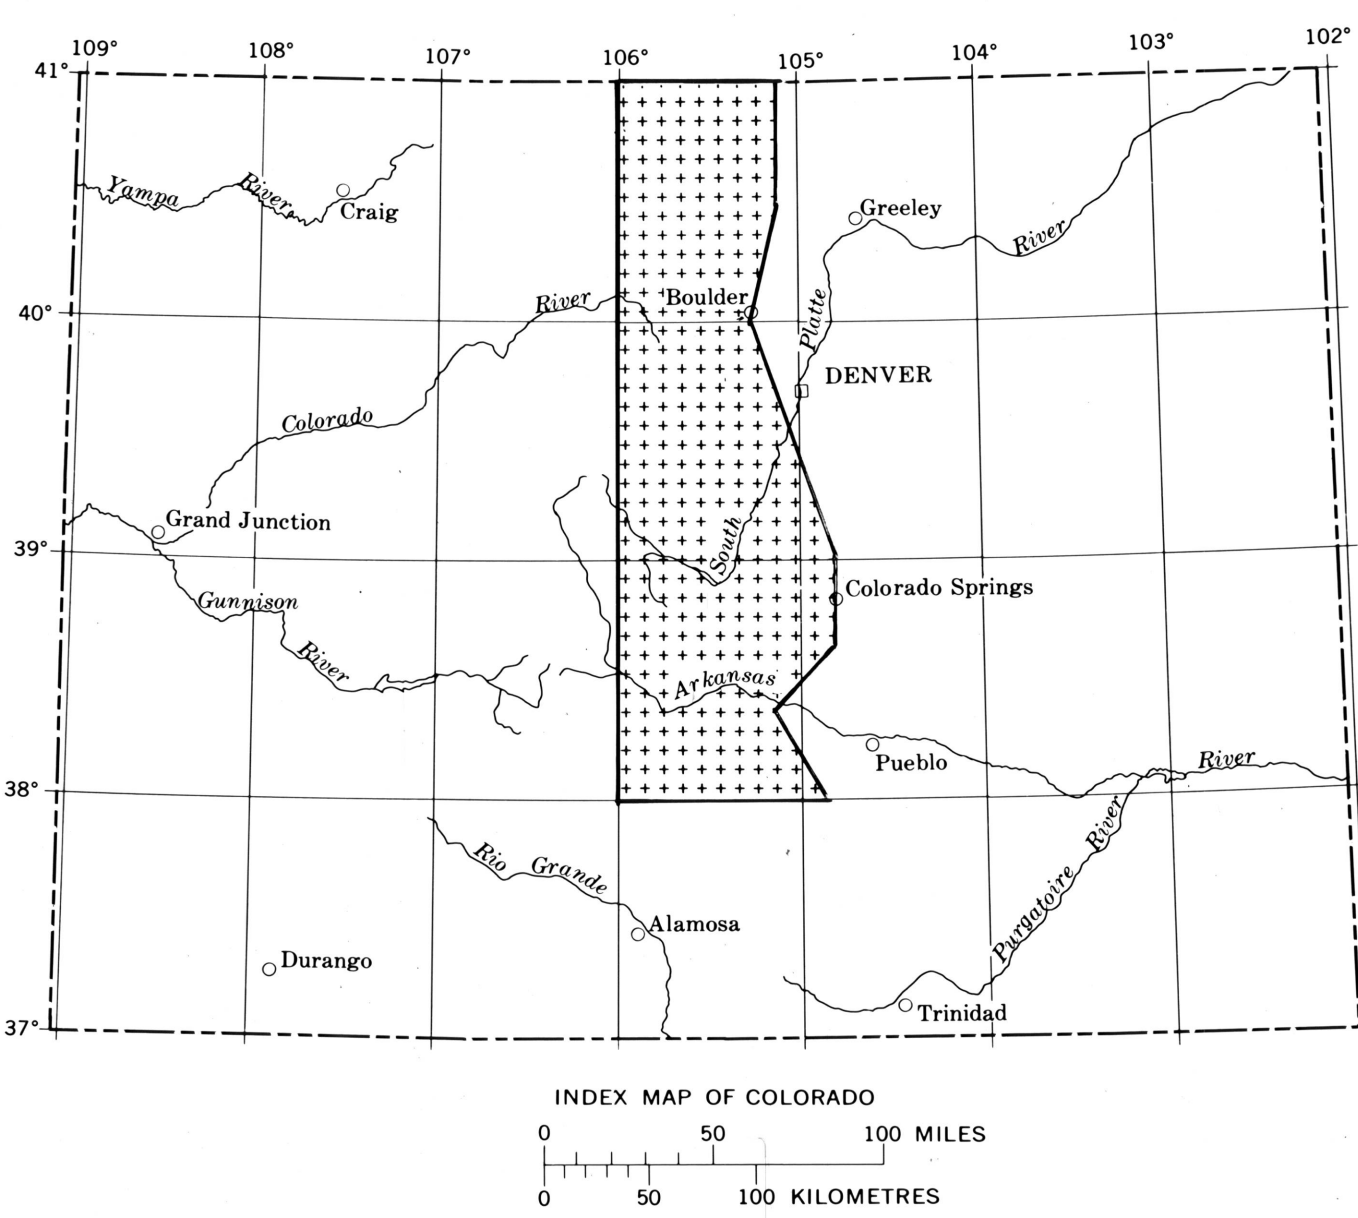 109° 108° 107° 106° 105° 104° 103° 102°
41°
Yampa River
Craig
Greeley
River
River
Boulder
Platte
40°
DENVER
Colorado
Grand Junction
South
39°
Colorado Springs
Gunnison
River
Arkansas
Pueblo
River
38°
River
Rio Grande
Purgatoire
Alamosa
Durango
Trinidad
37°
INDEX MAP OF COLORADO
0 50 100 MILES
0 50 100 KILOMETRES